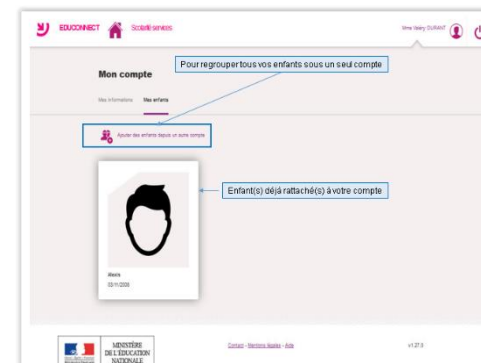 EDUCONNECT
Scolarité services
Mme Valéry DURANT
Mon compte
Pour regrouper tous vos enfants sous un seul compte
Mes informations Mes enfants
Ajouter des enfants depuis un autre compte
Enfant(s) déjà rattaché(s) à votre compte
Alexis
03/11/2026
MINISTÈRE
DE L'ÉDUCATION
NATIONALE
Contact - Mentions légales - Aide
v1.27.0